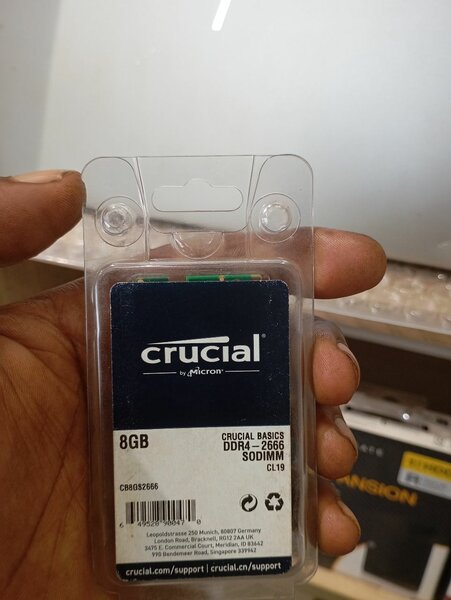 crucial
by Micron
8GB
CRUCIAL BASICS
DDR4-2666
SODIMM
CL19
CB8GS2666
Leopoldstrasse 250 Munich, 80807 Germany
London Road, Bracknell, RG12 2AA UK
3475 E. Commercial Court, Meridian, ID 83642
990 Bendemeer Road, Singapore 339942
crucial.com/support | crucial.cn/support
ANSION